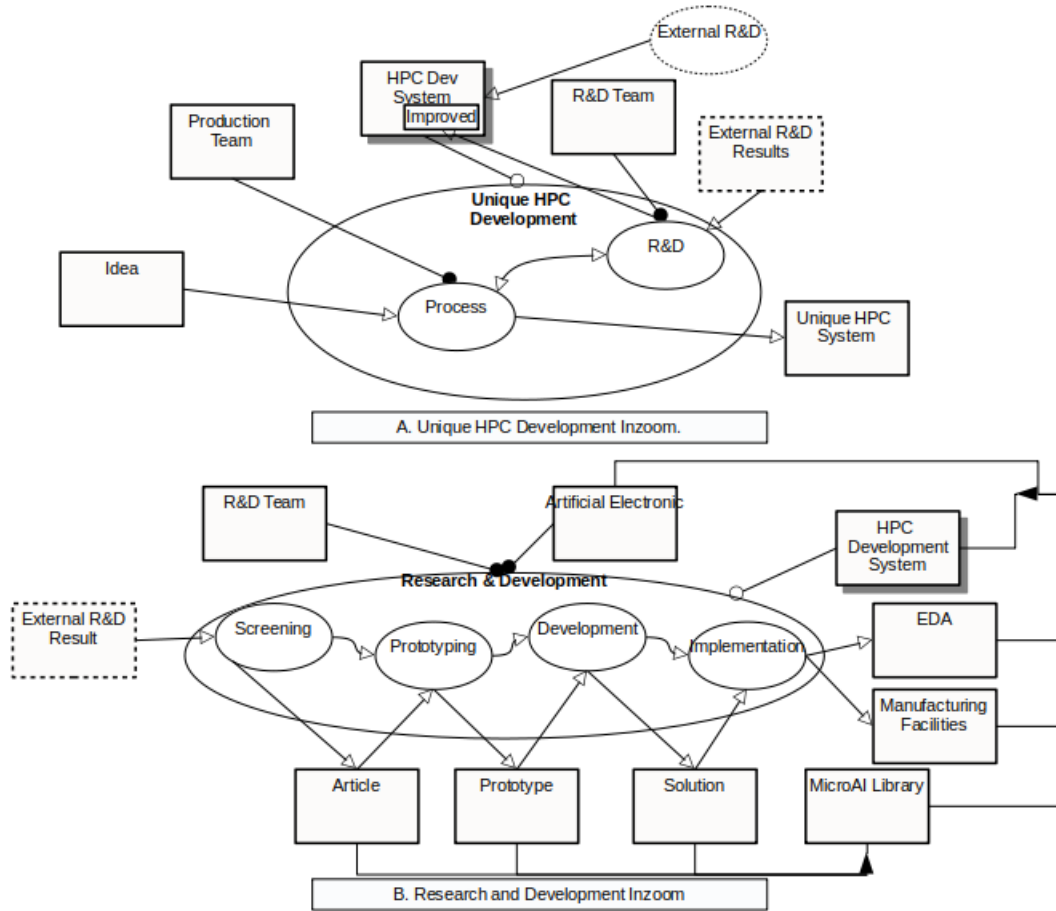 External R&D
HPC Dev
System
Improved
R&D Team
Production
Team
External R&D
Results
Unique HPC
Development
R&D
Idea
Process
Unique HPC
System
A. Unique HPC Development Inzoom.
R&D Team
Artificial Electronic
HPC
Development
System
Research & Development
External R&D
Result
Screening
Prototyping
Development
Implementation
EDA
Manufacturing
Facilities
Article
Prototype
Solution
MicroAI Library
B. Research and Development Inzoom